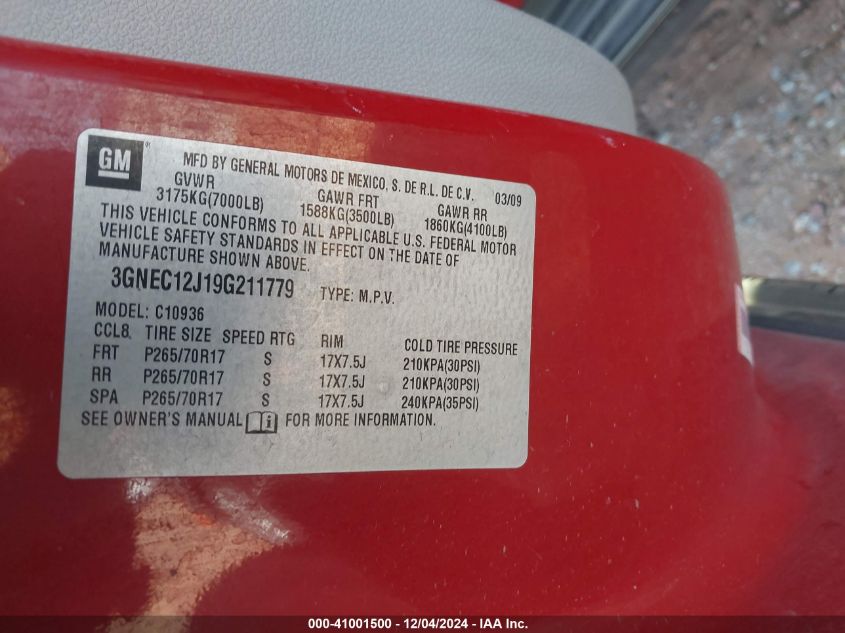 GM
MFD BY GENERAL MOTORS DE MEXICO, S. DE R.L. DE C.V. 03/09
GVWR GAWR FRT GAWR RR
3175KG(7000LB) 1588KG(3500LB) 1860KG(4100LB)
THIS VEHICLE CONFORMS TO ALL APPLICABLE U.S. FEDERAL MOTOR
VEHICLE SAFETY STANDARDS IN EFFECT ON THE DATE OF
MANUFACTURE SHOWN ABOVE.
3GNEC12J19G211779 TYPE: M.P.V.
MODEL: C10936
CCL8. TIRE SIZE SPEED RTG RIM COLD TIRE PRESSURE
FRT P265/70R17 S 17X7.5J 210KPA(30PSI)
RR P265/70R17 S 17X7.5J 210KPA(30PSI)
SPA P265/70R17 S 17X7.5J 240KPA(35PSI)
SEE OWNER'S MANUAL FOR MORE INFORMATION.
000-41001500 - 12/04/2024 - IAA Inc.